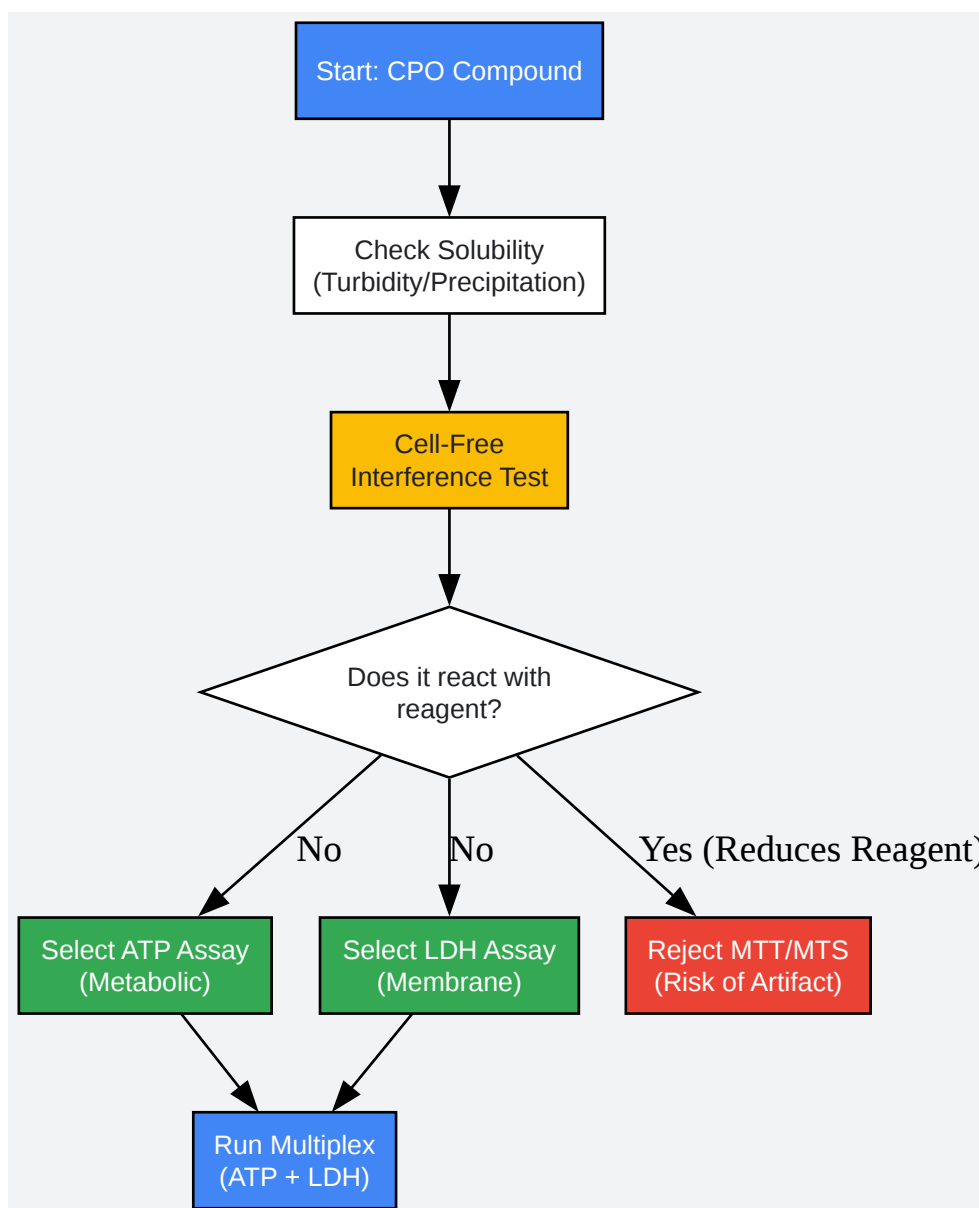 Start: CPO Compound
Check Solubility
(Turbidity/Precipitation)
Cell-Free
Interference Test
Does it react with
reagent?
No
No
Yes (Reduces Reagent)
Select ATP Assay
(Metabolic)
Select LDH Assay
(Membrane)
Reject MTT/MTS
(Risk of Artifact)
Run Multiplex
(ATP + LDH)